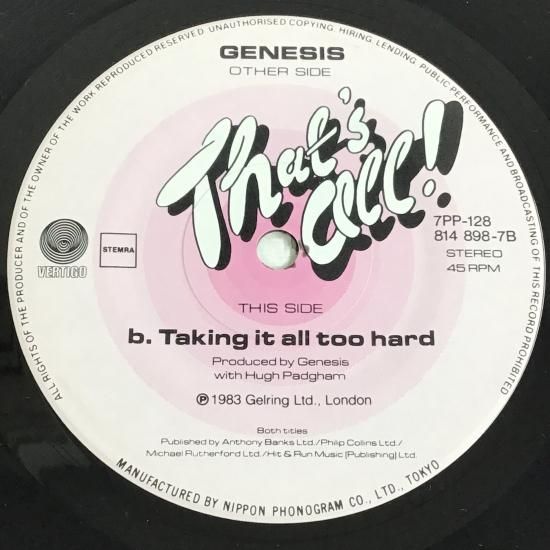 ALL RIGHTS OF THE PRODUCER AND OF THE OWNER OF THE WORK REPRODUCED RESERVED. UNAUTHORISED COPYING, HIRING, LENDING, PUBLIC PERFORMANCE AND BROADCASTING OF THIS RECORD PROHIBITED
GENESIS
OTHER SIDE
That's
all!
7PP-128
814 898-7B
STEREO
45 RPM
VERTIGO
STEMRA
THIS SIDE
b. Taking it all too hard
Produced by Genesis
with Hugh Padgham
Ⓟ 1983 Gelring Ltd., London
Both titles
Published by Anthony Banks Ltd./Philip Collins Ltd./
Michael Rutherford Ltd./Hit & Run Music (Publishing) Ltd.
MANUFACTURED BY NIPPON PHONOGRAM CO., LTD., TOKYO